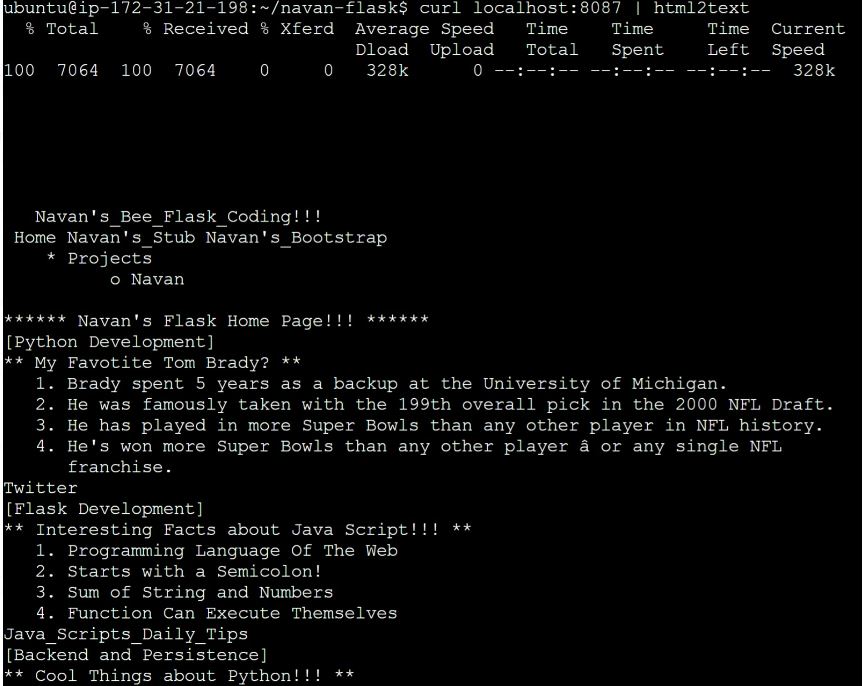 ubuntu@ip-172-31-21-198:~/navan-flask$ curl localhost:8087 | html2text
  % Total    % Received % Xferd  Average Speed   Time    Time     Time  Current
                                 Dload  Upload   Total   Spent    Left  Speed
100  7064  100  7064    0     0   328k      0 --:--:-- --:--:-- --:--:--  328k
   Navan's_Bee_Flask_Coding!!!
 Home Navan's_Stub Navan's_Bootstrap
    * Projects
          o Navan
****** Navan's Flask Home Page!!! ******
[Python Development]
** My Favotite Tom Brady? **
   1. Brady spent 5 years as a backup at the University of Michigan.
   2. He was famously taken with the 199th overall pick in the 2000 NFL Draft.
   3. He has played in more Super Bowls than any other player in NFL history.
   4. He's won more Super Bowls than any other player â or any single NFL
      franchise.
Twitter
[Flask Development]
** Interesting Facts about Java Script!!! **
   1. Programming Language Of The Web
   2. Starts with a Semicolon!
   3. Sum of String and Numbers
   4. Function Can Execute Themselves
Java_Scripts_Daily_Tips
[Backend and Persistence]
** Cool Things about Python!!! **